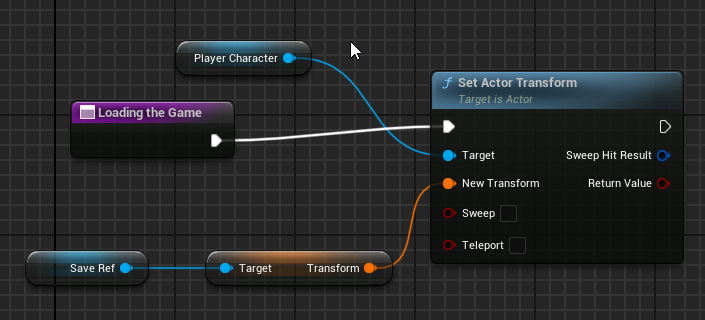 Player Character
Loading the Game
Set Actor Transform
Target is Actor
Target
Sweep Hit Result
New Transform
Return Value
Sweep
Teleport
Save Ref
Target
Transform